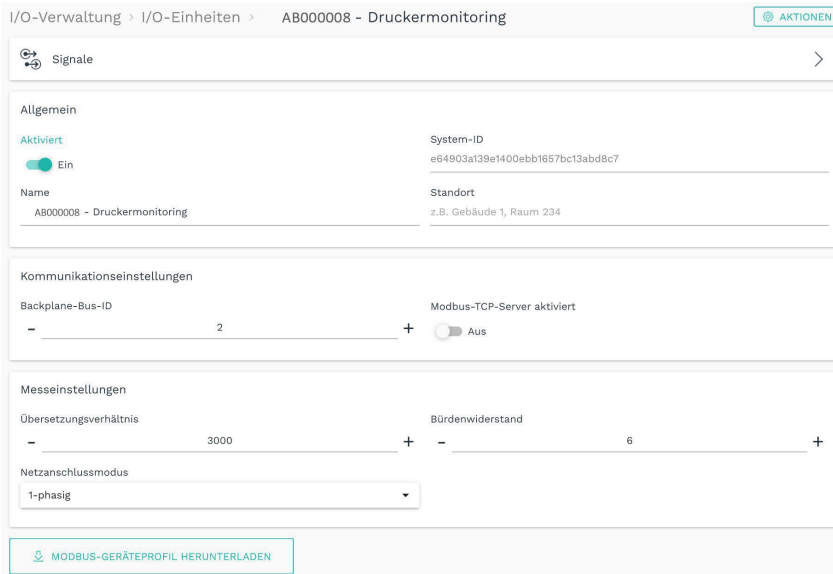 I/O-Verwaltung > I/O-Einheiten > AB000008 - Druckermonitoring AKTIONEN
Signale
Allgemein
Aktiviert System-ID
Ein e64903a139e1400ebb1657bc13abd8c7
Name Standort
AB000008 - Druckermonitoring z.B. Gebäude 1, Raum 234
Kommunikationseinstellungen
Backplane-Bus-ID Modbus-TCP-Server aktiviert
- 2 + Aus
Messeinstellungen
Übersetzungsverhältnis Bürdenwiderstand
- 3000 + - 6 +
Netzanschlussmodus
1-phasig
MODBUS-GERÄTEPROFIL HERUNTERLADEN